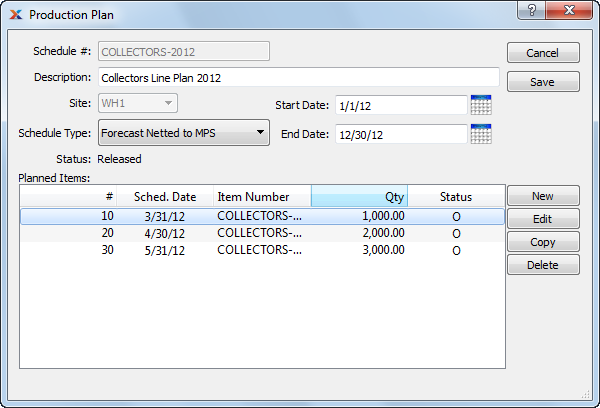 Production Plan
Schedule #: COLLECTORS-2012 Cancel
Description: Collectors Line Plan 2012 Save
Site: WH1 Start Date: 1/1/12
Schedule Type: Forecast Netted to MPS End Date: 12/30/12
Status: Released
Planned Items:
# Sched. Date Item Number Qty Status New
10 3/31/12 COLLECTORS-... 1,000.00 O Edit
20 4/30/12 COLLECTORS-... 2,000.00 O Copy
30 5/31/12 COLLECTORS-... 3,000.00 O Delete